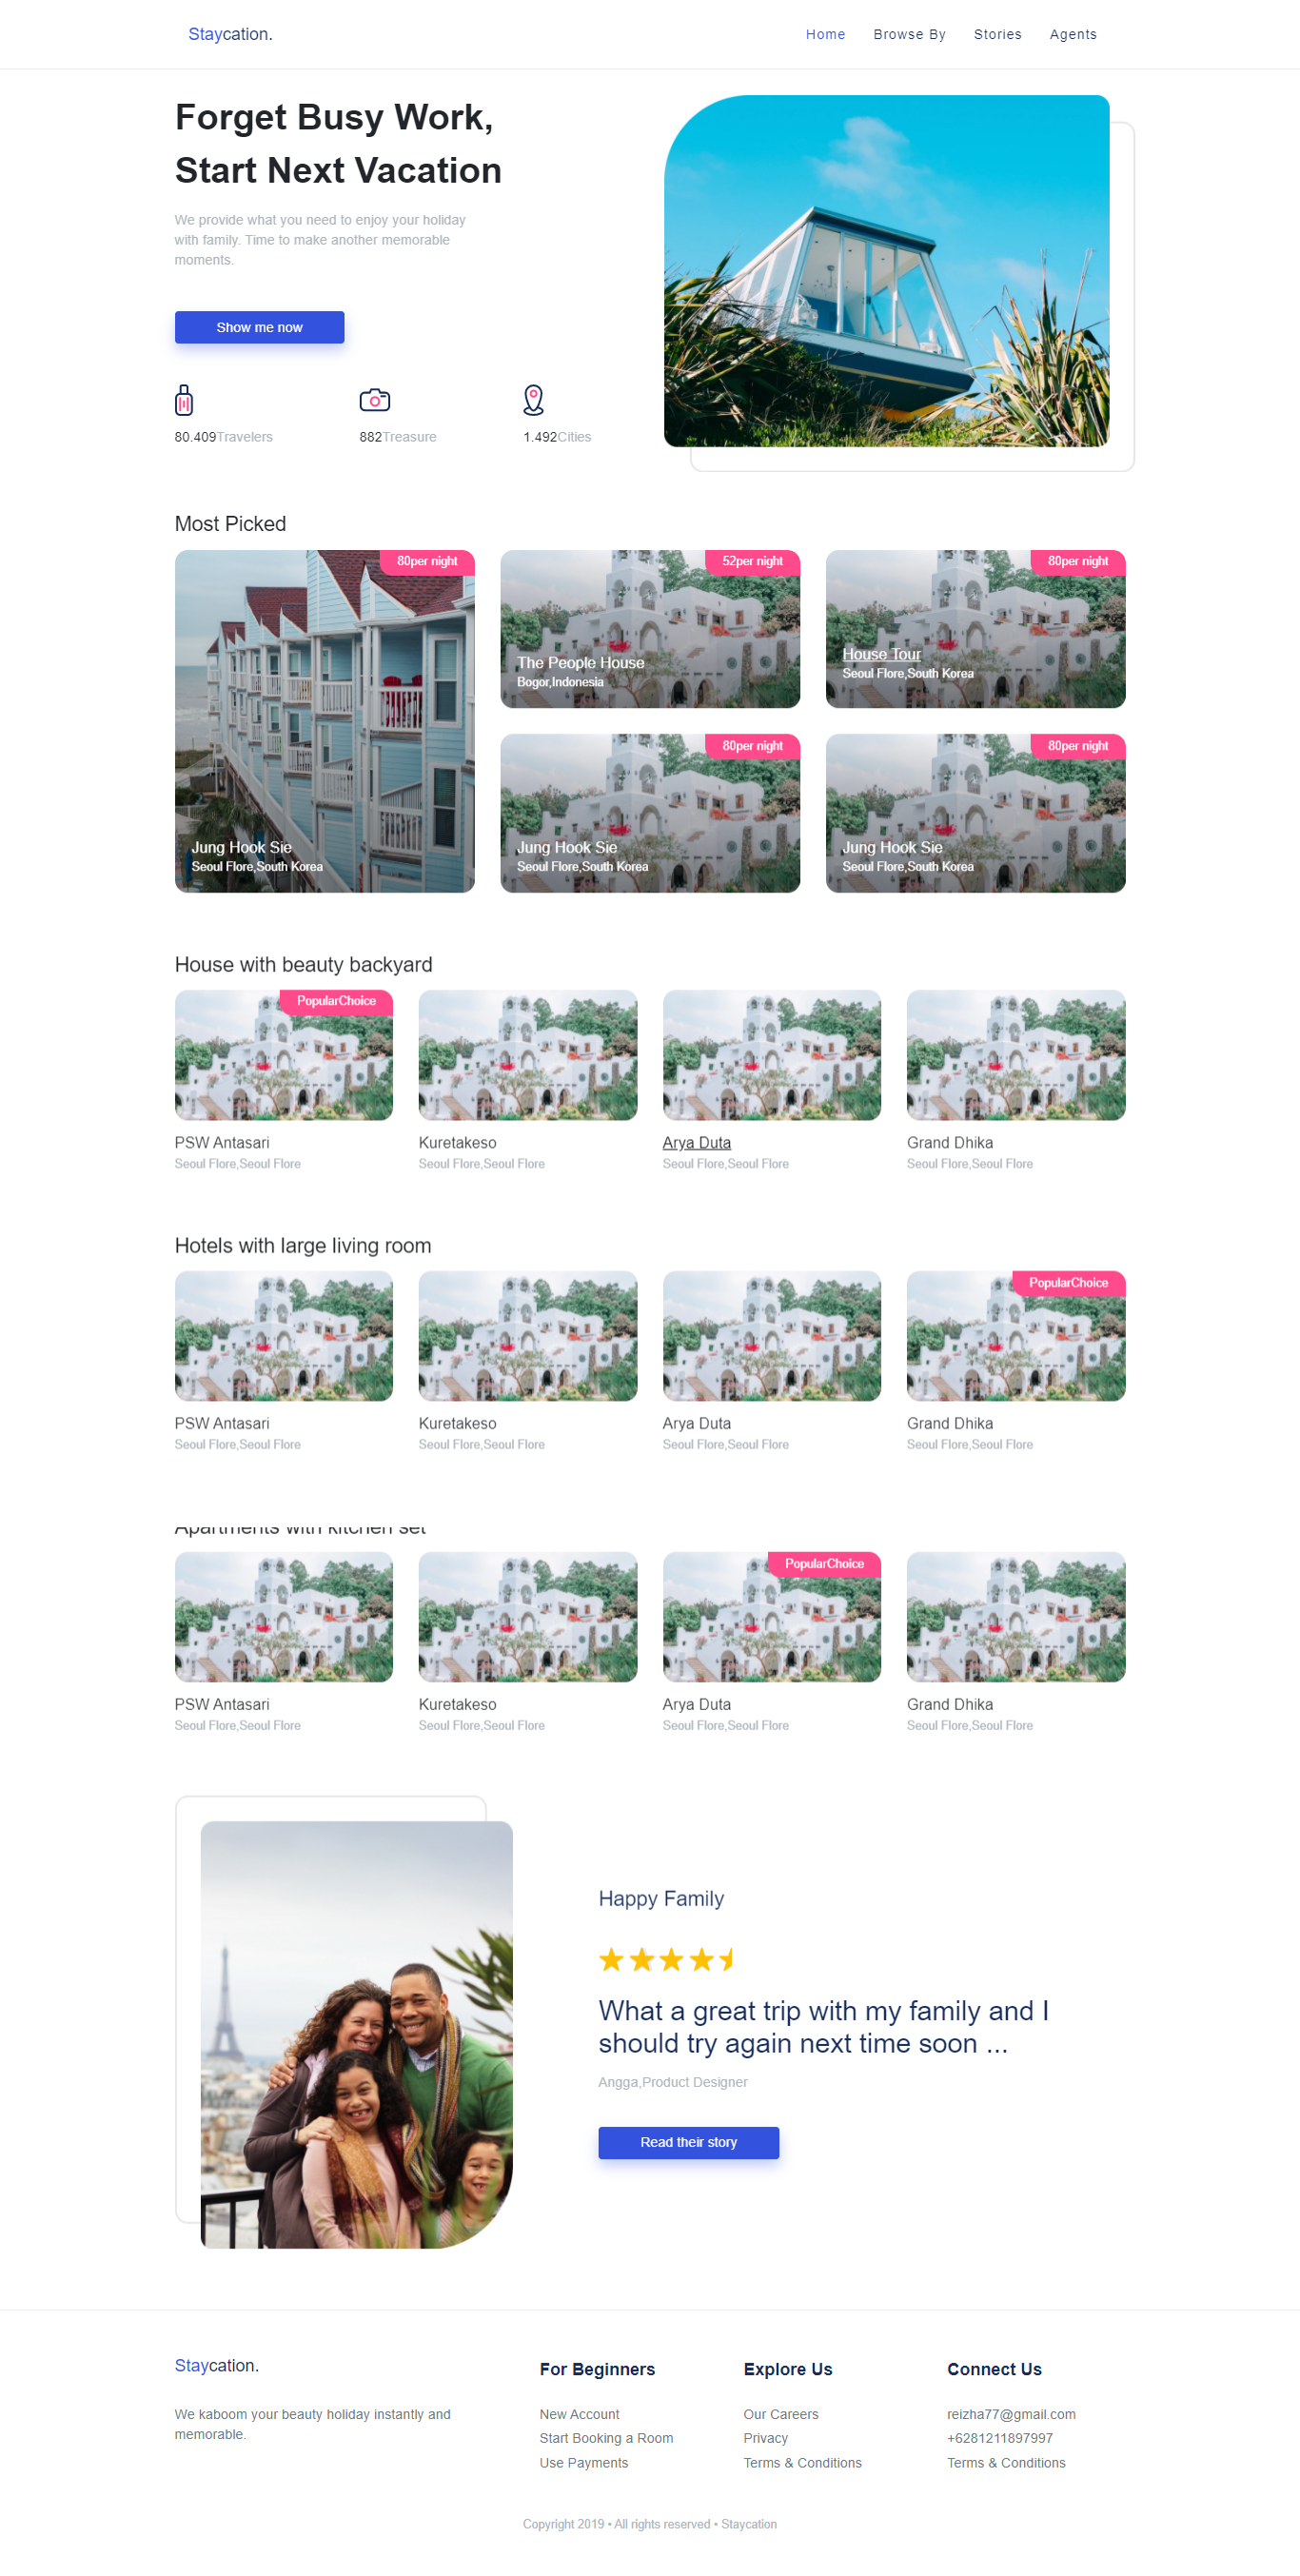 Staycation.
Home
Browse By
Stories
Agents
Forget Busy Work,
Start Next Vacation
We provide what you need to enjoy your holiday
with family. Time to make another memorable
moments.
Show me now
80.409Travelers
882Treasure
1.492Cities
Most Picked
80per night
Jung Hook Sie
Seoul Flore,South Korea
52per night
The People House
Bogor,Indonesia
80per night
House Tour
Seoul Flore,South Korea
80per night
Jung Hook Sie
Seoul Flore,South Korea
80per night
Jung Hook Sie
Seoul Flore,South Korea
House with beauty backyard
PopularChoice
PSW Antasari
Seoul Flore,Seoul Flore
Kuretakeso
Seoul Flore,Seoul Flore
Arya Duta
Seoul Flore,Seoul Flore
Grand Dhika
Seoul Flore,Seoul Flore
Hotels with large living room
PSW Antasari
Seoul Flore,Seoul Flore
Kuretakeso
Seoul Flore,Seoul Flore
Arya Duta
Seoul Flore,Seoul Flore
PopularChoice
Grand Dhika
Seoul Flore,Seoul Flore
Apartments with kitchen set
PSW Antasari
Seoul Flore,Seoul Flore
Kuretakeso
Seoul Flore,Seoul Flore
PopularChoice
Arya Duta
Seoul Flore,Seoul Flore
Grand Dhika
Seoul Flore,Seoul Flore
Happy Family
What a great trip with my family and I
should try again next time soon ...
Angga,Product Designer
Read their story
Staycation.
We kaboom your beauty holiday instantly and
memorable.
For Beginners
New Account
Start Booking a Room
Use Payments
Explore Us
Our Careers
Privacy
Terms & Conditions
Connect Us
reizha77@gmail.com
+6281211897997
Terms & Conditions
Copyright 2019 • All rights reserved • Staycation